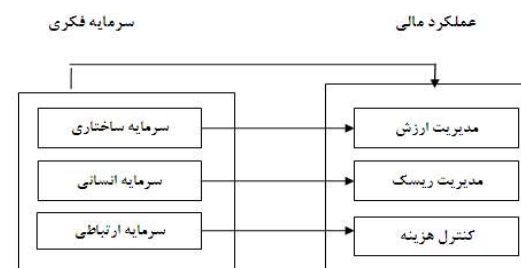 سرمایه فکری
عملکرد مالی
سرمایه ساختاری
مدیریت ارزش
سرمایه انسانی
مدیریت ریسک
سرمایه ارتباطی
کنترل هزینه